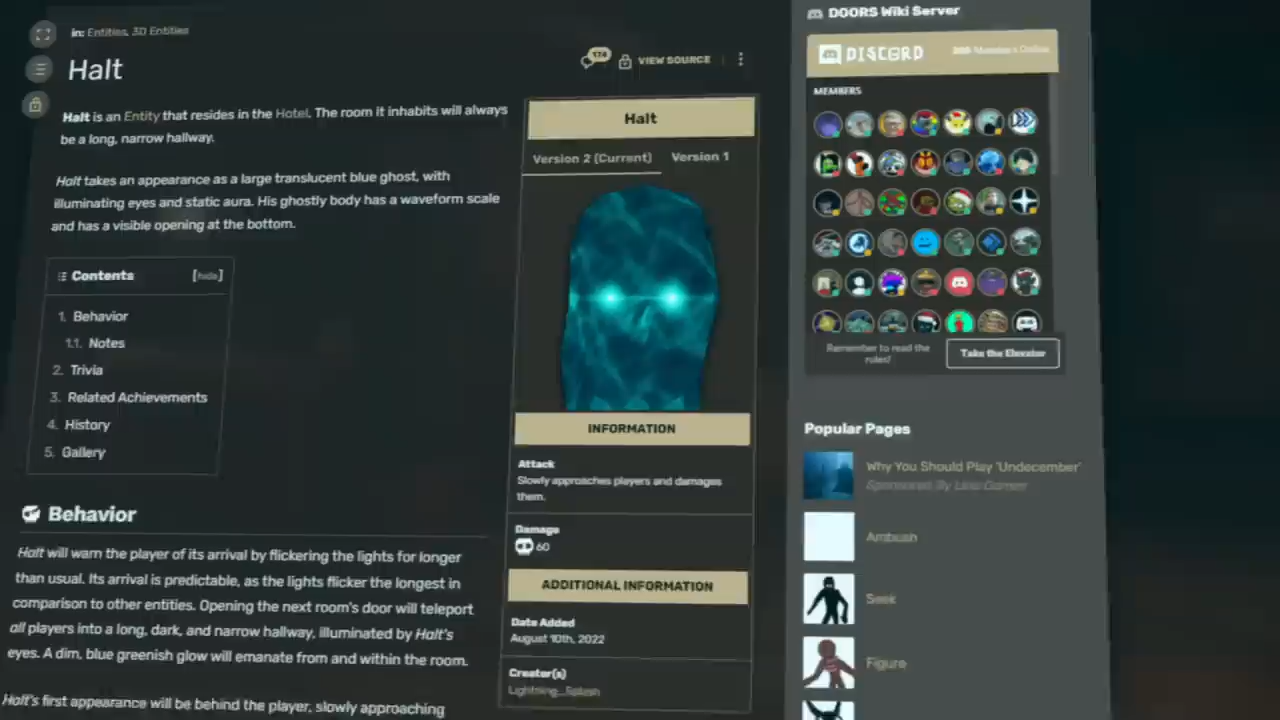 in: Entities, 3D Entities
Halt
174
VIEW SOURCE
Halt is an Entity that resides in the Hotel. The room it inhabits will always
be a long, narrow hallway.
Halt takes an appearance as a large translucent blue ghost, with
illuminating eyes and static aura. His ghostly body has a waveform scale
and has a visible opening at the bottom.
Contents [hide]
1. Behavior
1.1. Notes
2. Trivia
3. Related Achievements
4. History
5. Gallery
Behavior
Halt will warn the player of its arrival by flickering the lights for longer
than usual. Its arrival is predictable, as the lights flicker the longest in
comparison to other entities. Opening the next room's door will teleport
all players into a long, dark, and narrow hallway, illuminated by Halt's
eyes. A dim, blue greenish glow will emanate from and within the room.
Halt's first appearance will be behind the player, slowly approaching
Halt
Version 2 (Current) Version 1
INFORMATION
Attack
Slowly approaches players and damages
them.
Damage
60
ADDITIONAL INFORMATION
Date Added
August 10th, 2022
Creator(s)
Lightning_Splash
DOORS Wiki Server
DISCORD
Members Online
MEMBERS
Remember to read the
rules!
Take the Elevator
Popular Pages
Why You Should Play 'Undecember'
Sponsored By Line Games
Ambush
Seek
Figure